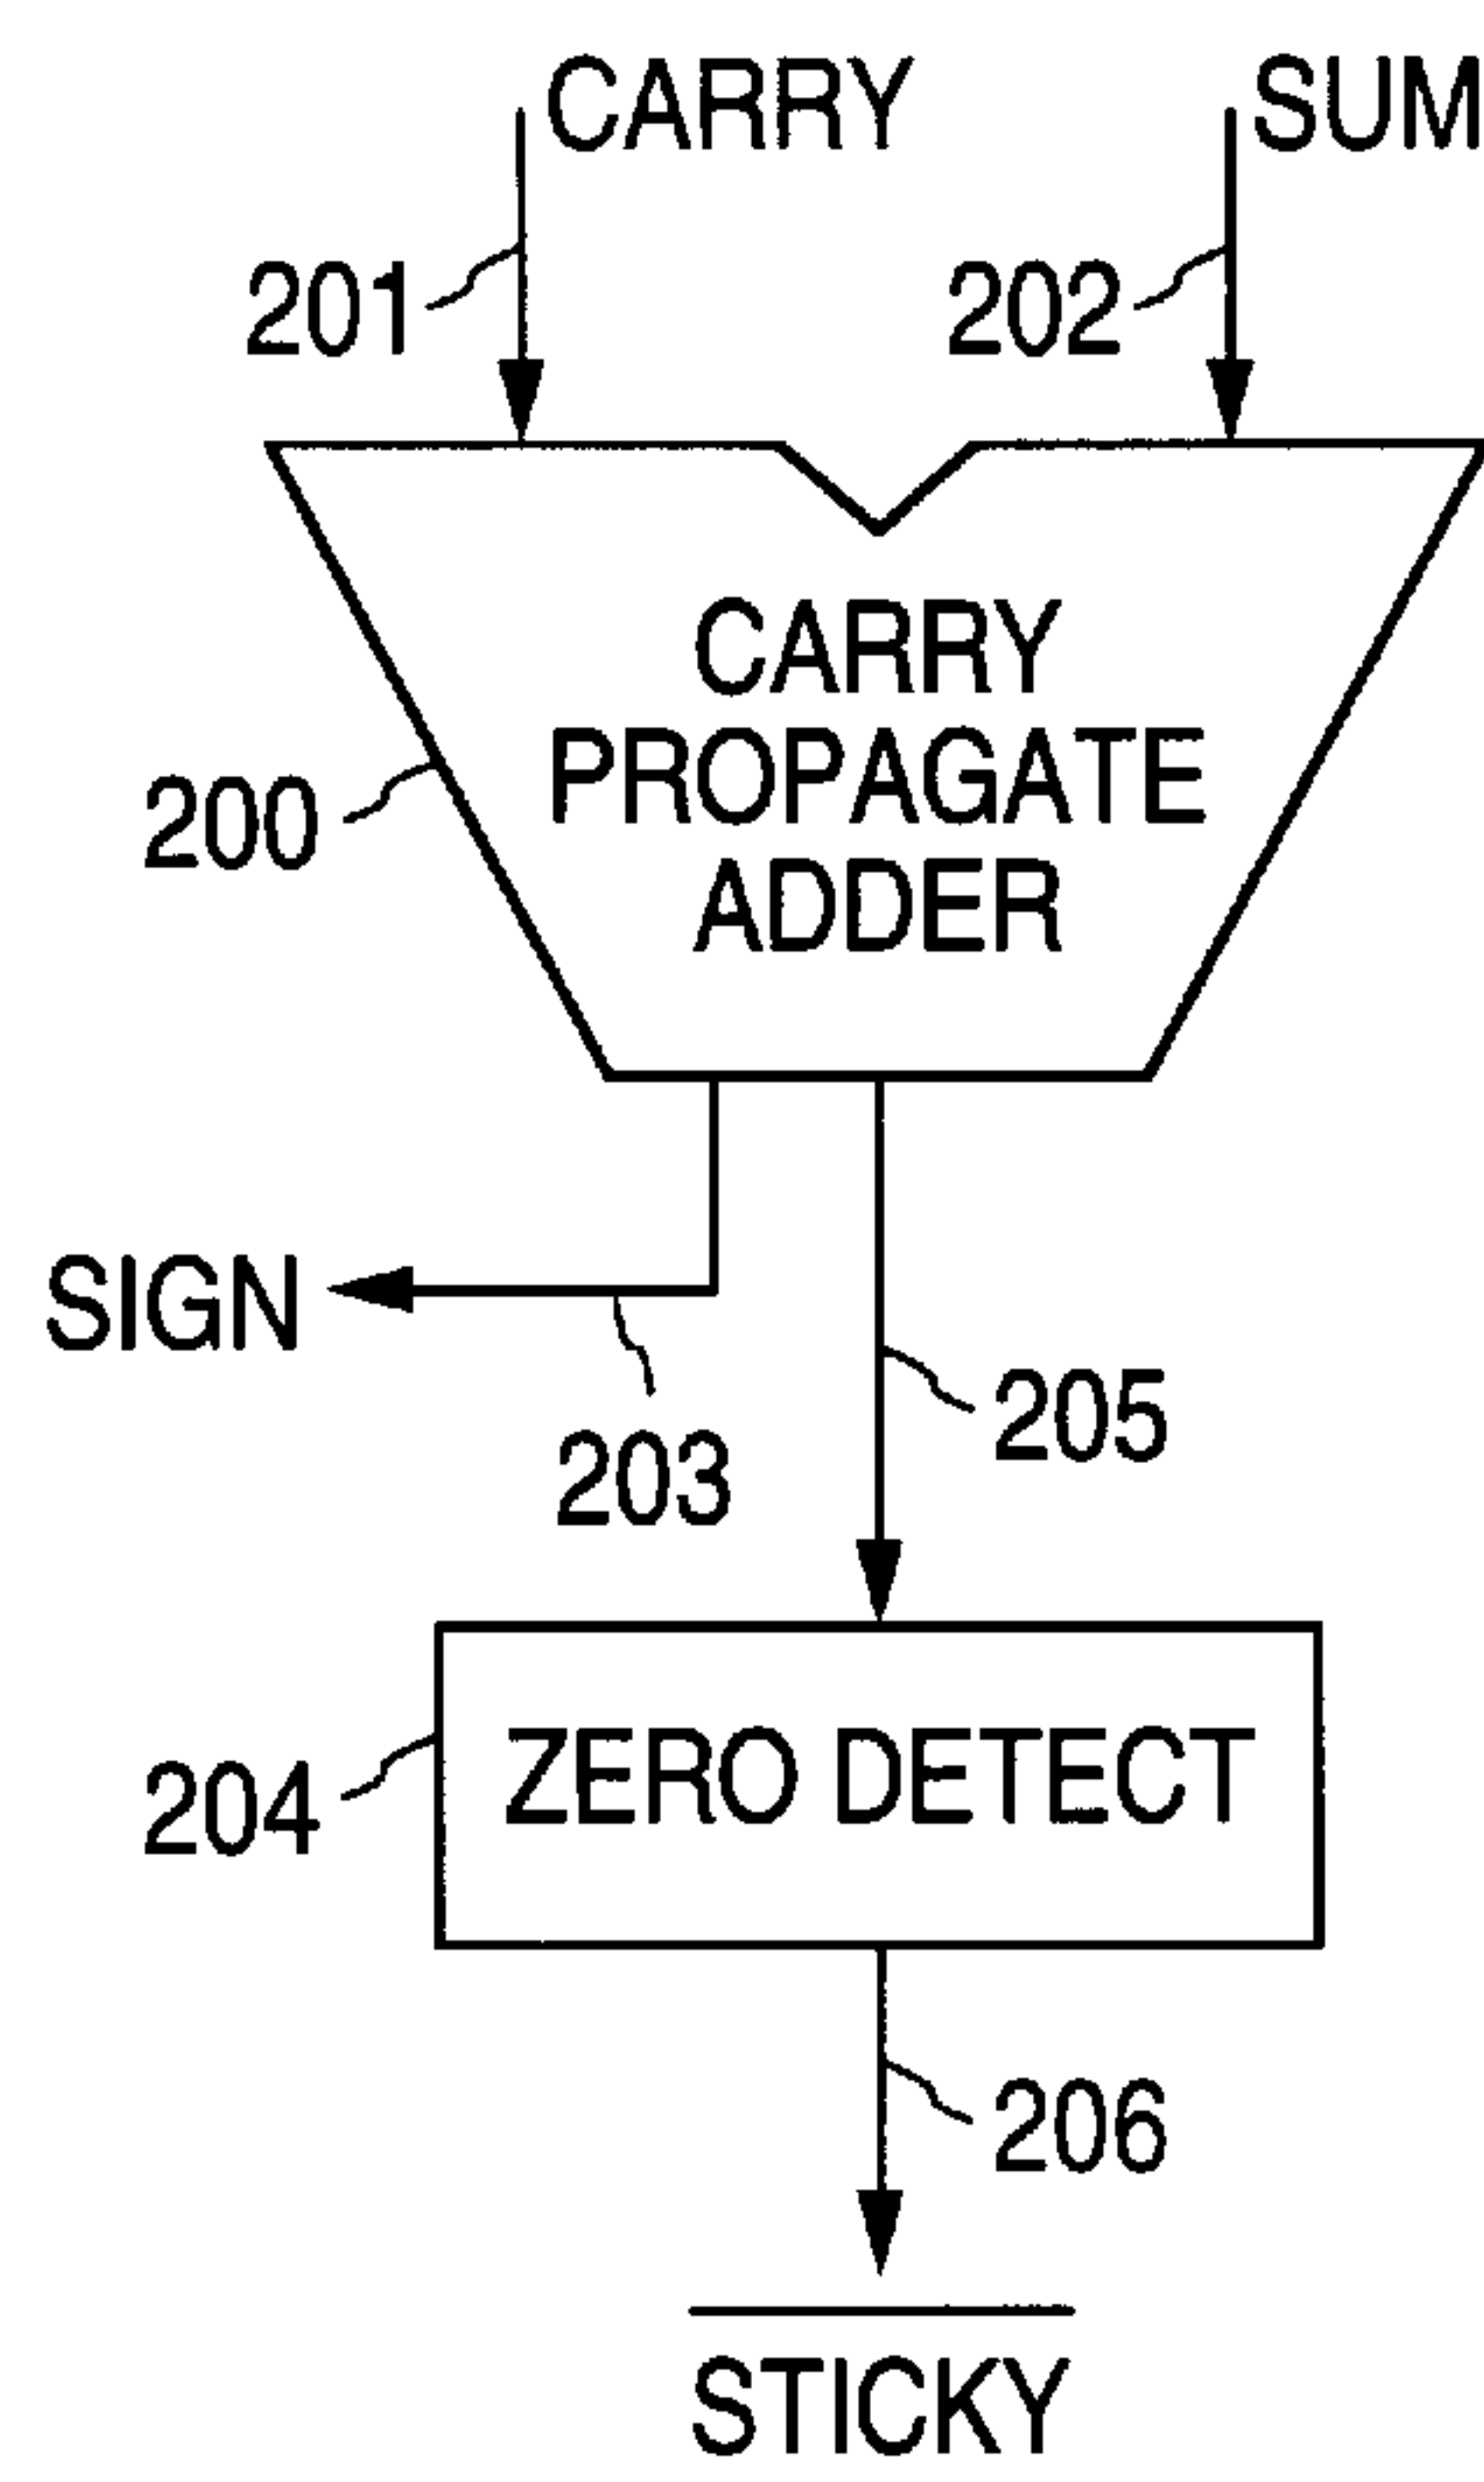 CARRY
SUM
201
202
CARRY
PROPAGATE
ADDER
200
SIGN
203
205
ZERO DETECT
204
206
STICKY